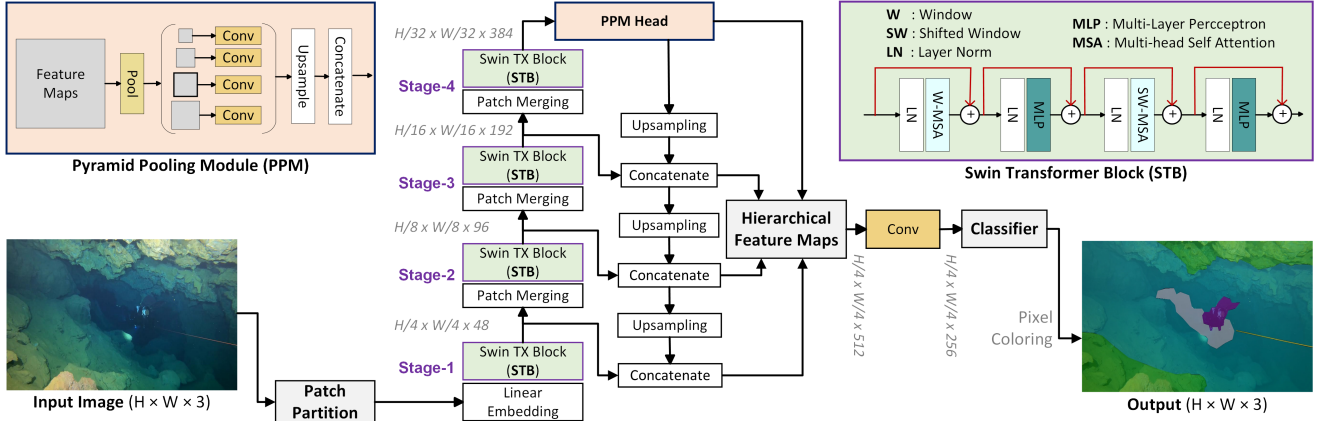 Feature
Maps
Pool
Conv
Conv
Conv
Conv
Upsample
Concatenate
Pyramid Pooling Module (PPM)
H/32 x W/32 x 384
PPM Head
Swin TX Block
(STB)
Stage-4
Patch Merging
H/16 x W/16 x 192
Swin TX Block
(STB)
Stage-3
Patch Merging
H/8 x W/8 x 96
Swin TX Block
(STB)
Stage-2
Patch Merging
H/4 x W/4 x 48
Swin TX Block
(STB)
Stage-1
Linear
Embedding
Upsampling
Concatenate
Upsampling
Concatenate
Upsampling
Concatenate
W : Window
SW : Shifted Window
LN : Layer Norm
MLP : Multi-Layer Percceptron
MSA : Multi-head Self Attention
LN
W-MSA
+
LN
MLP
+
LN
SW-MSA
+
LN
MLP
+
Swin Transformer Block (STB)
Hierarchical
Feature Maps
Conv
Classifier
H/4 x W/4 x 512
H/4 x W/4 x 256
Pixel
Coloring
Input Image (H × W × 3)
Patch
Partition
Output (H × W × 3)